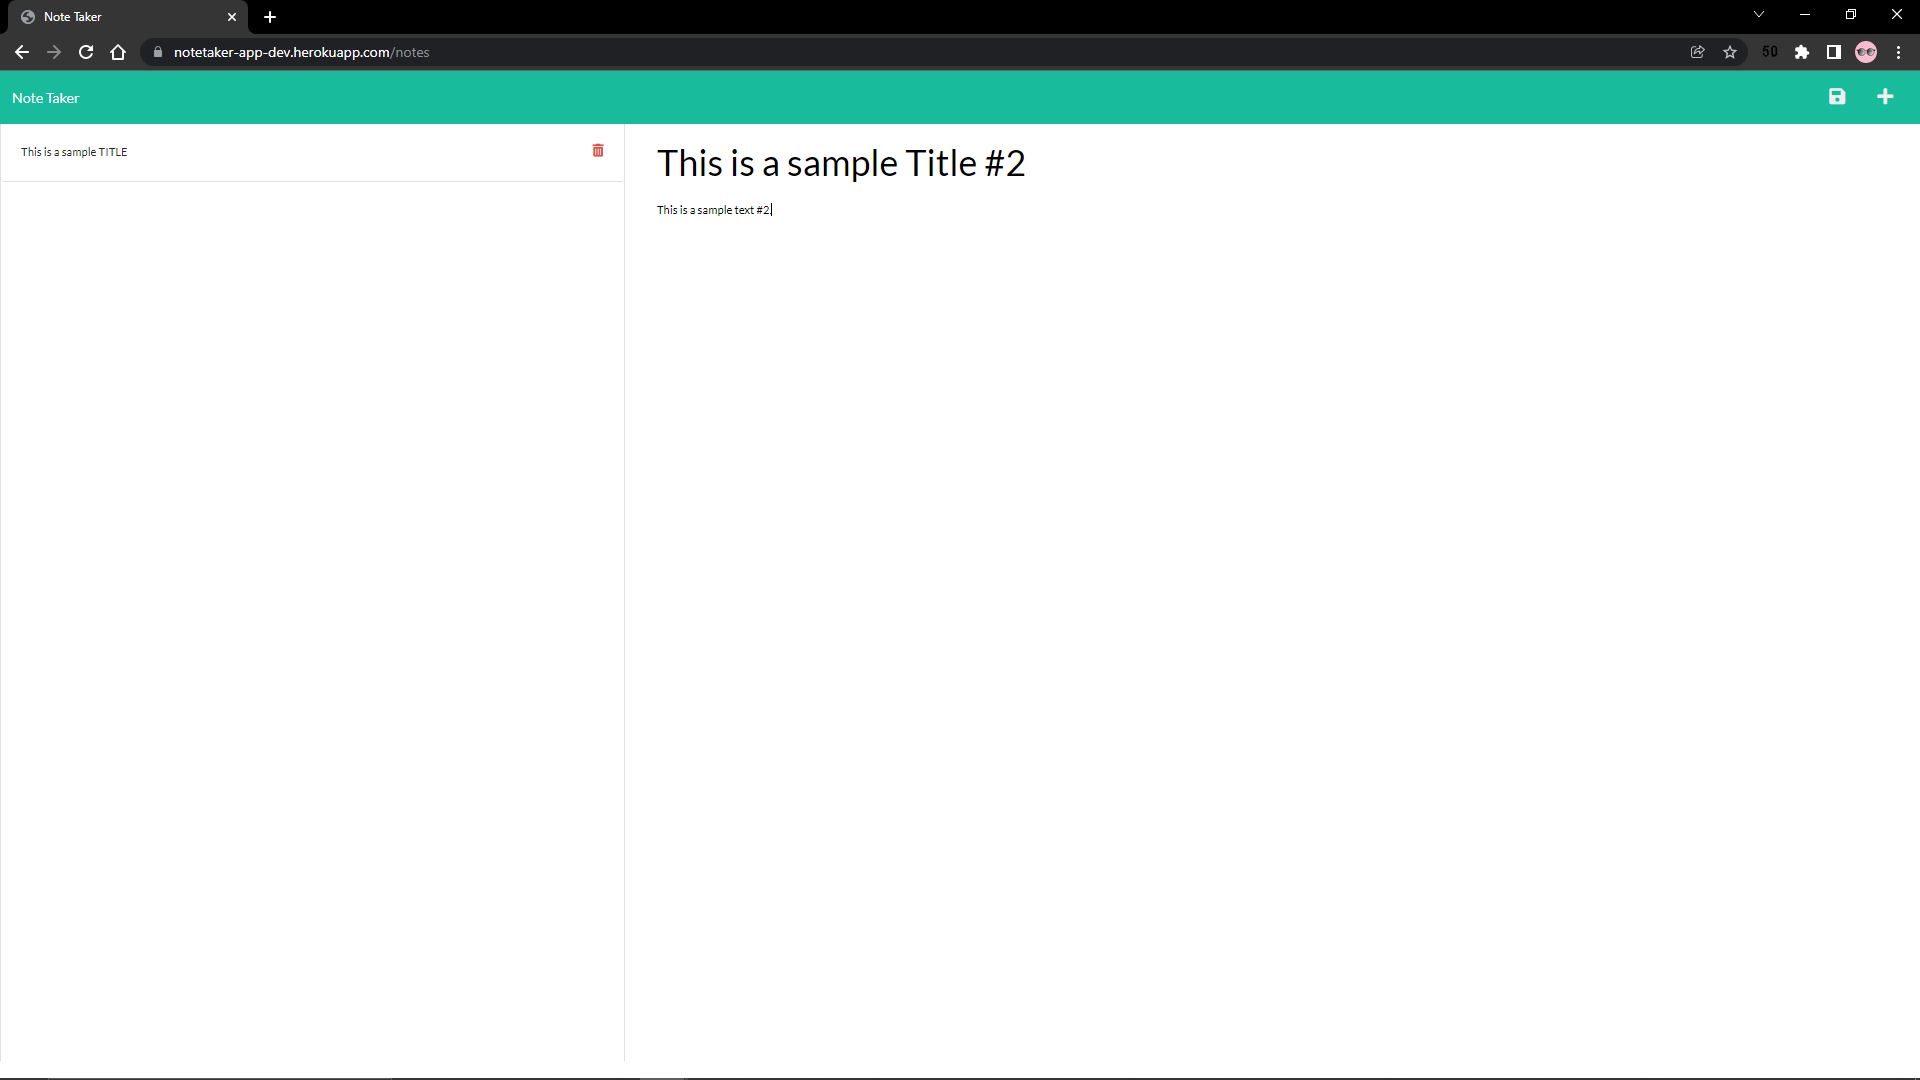 Note Taker
notetaker-app-dev.herokuapp.com/notes
50
Note Taker
This is a sample TITLE
This is a sample Title #2
This is a sample text #2.